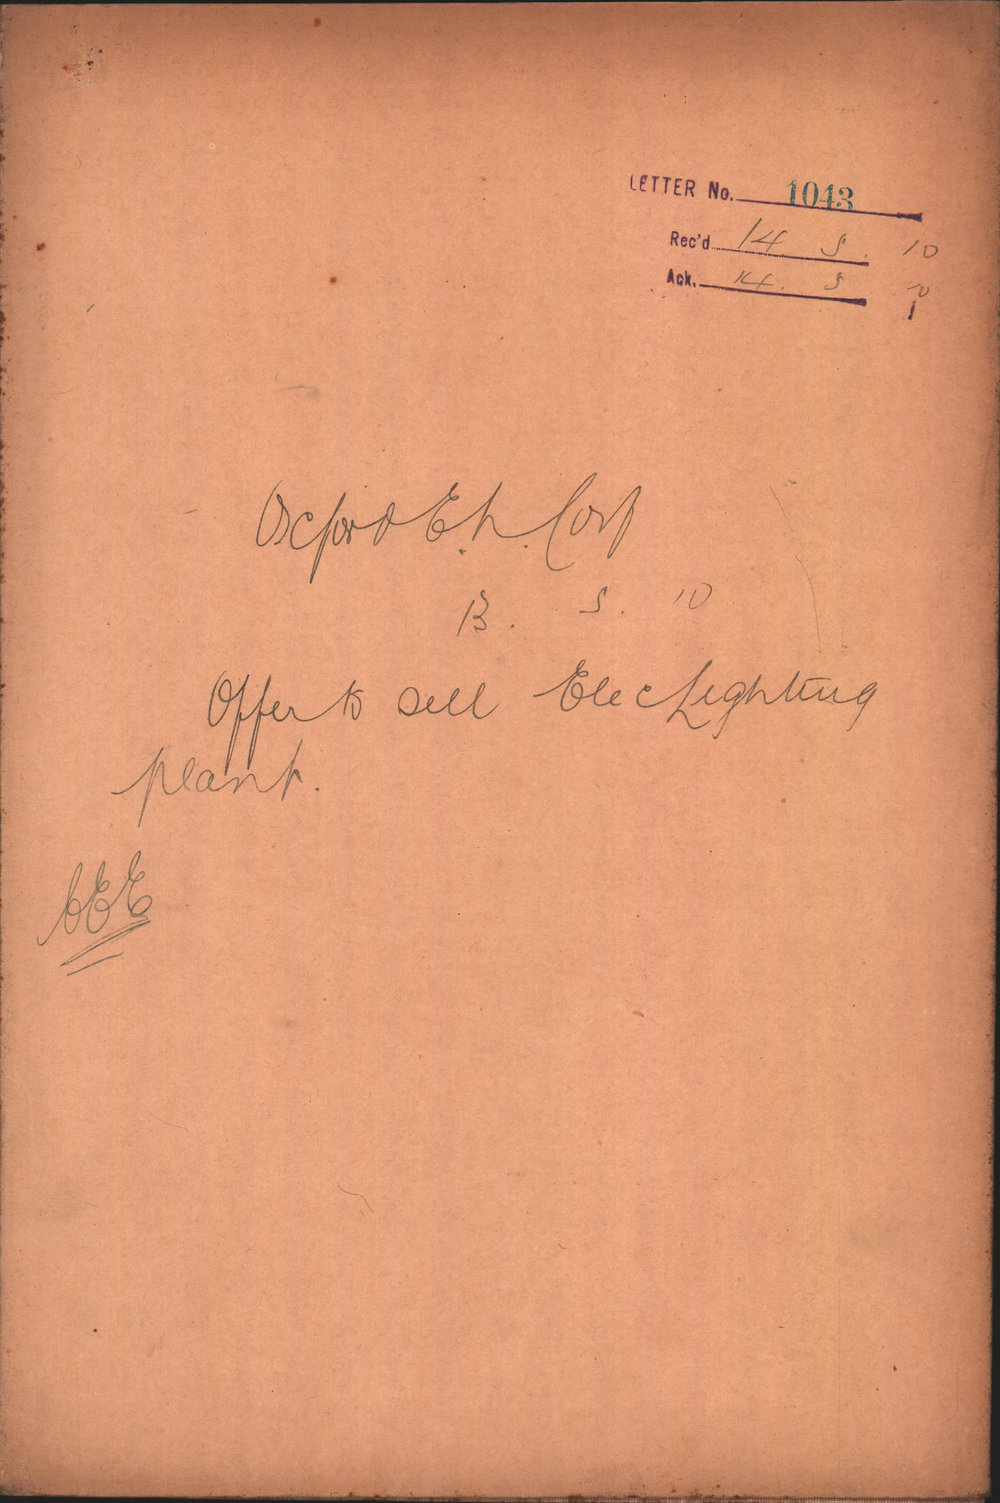 LETTER No. 1043
Rec'd 14 5. 10
Ack. 14. 5 10
Oxford E.L. Corp
13. 5. 10
Offer to sell Elec Lighting
plant.
CEE